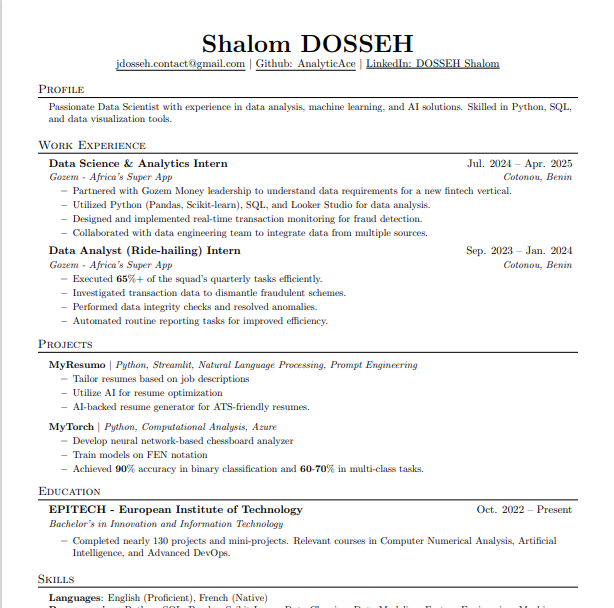 Shalom DOSSEH
jdosseh.contact@gmail.com | Github: AnalyticAce | LinkedIn: DOSSEH Shalom
Profile
Passionate Data Scientist with experience in data analysis, machine learning, and AI solutions. Skilled in Python, SQL,
and data visualization tools.
Work Experience
Data Science & Analytics Intern Jul. 2024 – Apr. 2025
Gozem - Africa's Super App Cotonou, Benin
– Partnered with Gozem Money leadership to understand data requirements for a new fintech vertical.
– Utilized Python (Pandas, Scikit-learn), SQL, and Looker Studio for data analysis.
– Designed and implemented real-time transaction monitoring for fraud detection.
– Collaborated with data engineering team to integrate data from multiple sources.
Data Analyst (Ride-hailing) Intern Sep. 2023 – Jan. 2024
Gozem - Africa's Super App Cotonou, Benin
– Executed 65%+ of the squad's quarterly tasks efficiently.
– Investigated transaction data to dismantle fraudulent schemes.
– Performed data integrity checks and resolved anomalies.
– Automated routine reporting tasks for improved efficiency.
Projects
MyResumo | Python, Streamlit, Natural Language Processing, Prompt Engineering
– Tailor resumes based on job descriptions
– Utilize AI for resume optimization
– AI-backed resume generator for ATS-friendly resumes.
MyTorch | Python, Computational Analysis, Azure
– Develop neural network-based chessboard analyzer
– Train models on FEN notation
– Achieved 90% accuracy in binary classification and 60-70% in multi-class tasks.
Education
EPITECH - European Institute of Technology Oct. 2022 – Present
Bachelor's in Innovation and Information Technology
– Completed nearly 130 projects and mini-projects. Relevant courses in Computer Numerical Analysis, Artificial
Intelligence, and Advanced DevOps.
Skills
Languages: English (Proficient), French (Native)